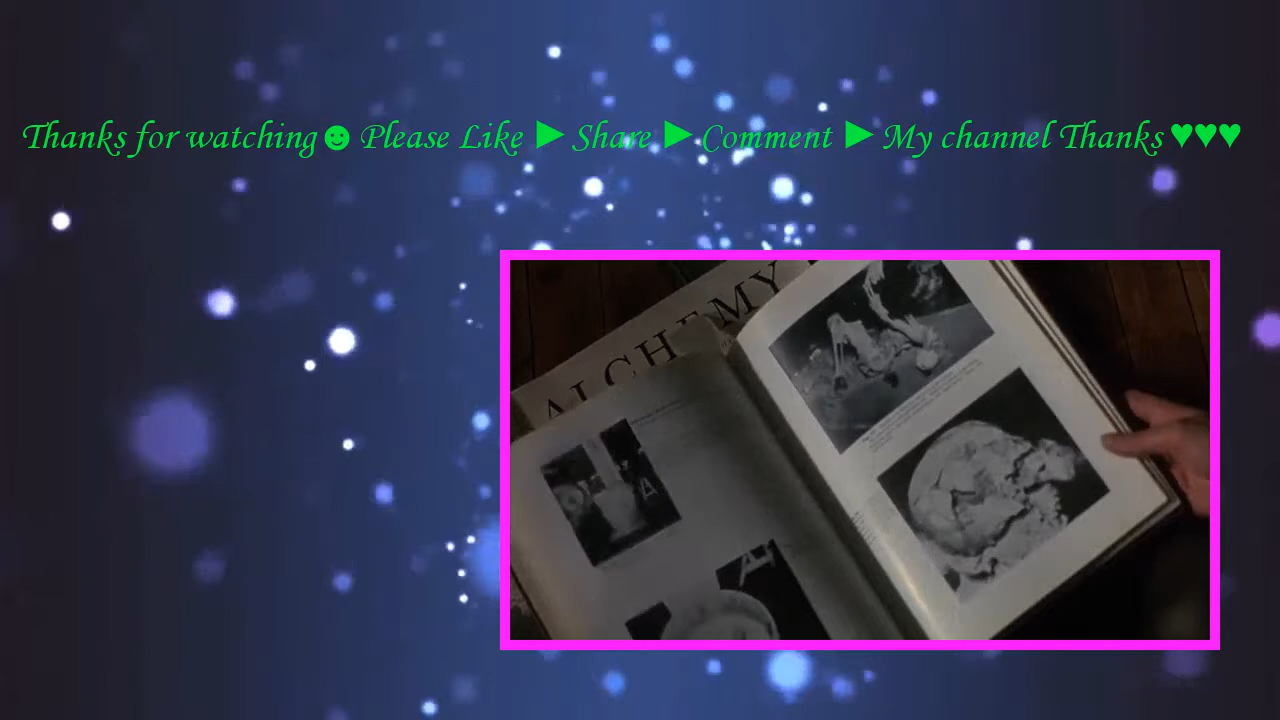 Thanks for watching☻Please Like ► Share ► Comment ► My channel Thanks ♥♥♥
ALCHEMY